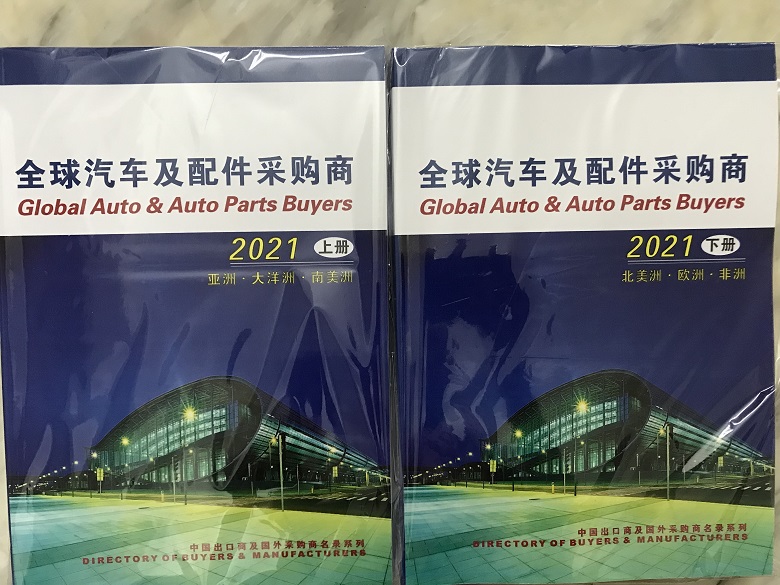 全球汽车及配件采购商
Global Auto & Auto Parts Buyers
2021 上册
亚洲·大洋洲·南美洲
中国出口商及国外采购商名录系列
DIRECTORY OF BUYERS & MANUFACTURERS
全球汽车及配件采购商
Global Auto & Auto Parts Buyers
2021 下册
北美洲·欧洲·非洲
中国出口商及国外采购商名录系列
DIRECTORY OF BUYERS & MANUFACTURERS